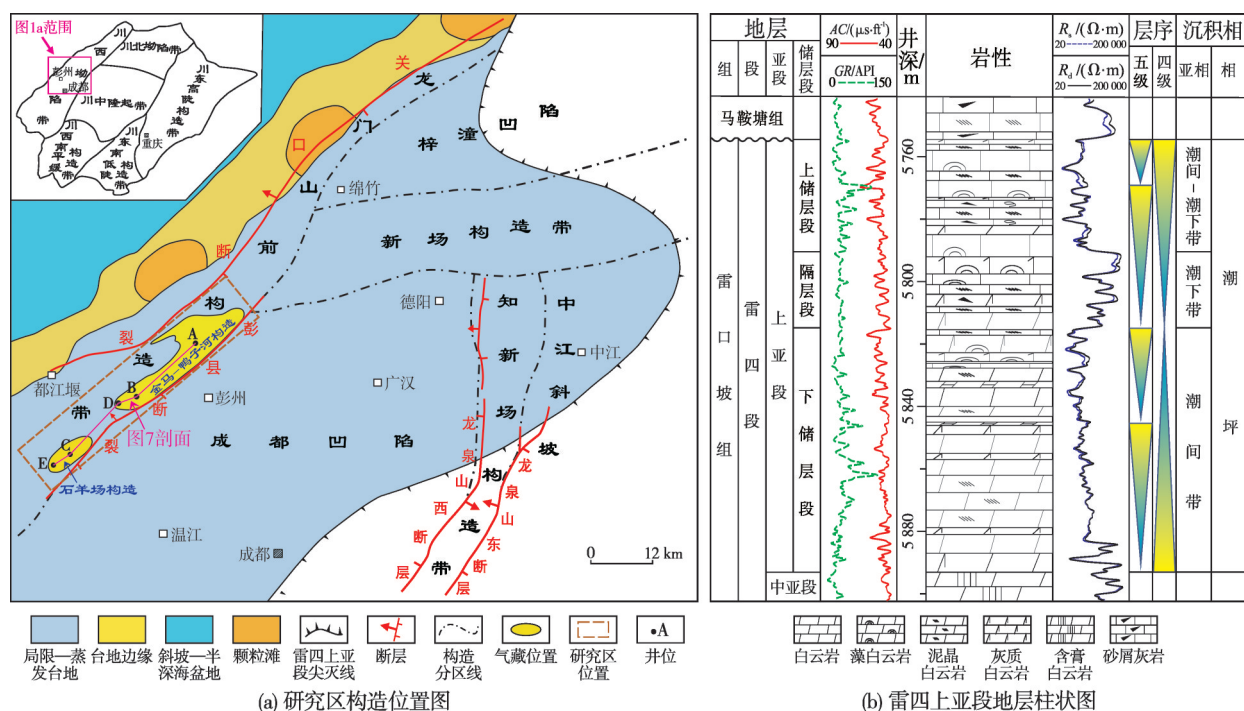 图1a范围
川西坳陷带
川北坳陷带
川东高陡构造带
彭州
成都
川中隆起带
重庆
川西南平缓构造带
川东南低陡构造带
关口断裂
龙门山前构造带
梓潼凹陷
绵竹
新场构造带
德阳
知新场构造带
中江斜坡
中江
A
金马—鸭子河构造
彭县断裂
都江堰
B
D
彭州
广汉
图7剖面
C
E
石羊场构造
成都凹陷
龙泉山西断层
龙泉山东断层
温江
成都
0 12 km
局限—蒸发台地
台地边缘
斜坡—半深海盆地
颗粒滩
雷四上亚段尖灭线
断层
构造分区线
气藏位置
研究区位置
A
井位
(a) 研究区构造位置图
地层
组
段
亚段
储层段
AC/(μs·ft⁻¹)
90 40
GR/API
0 150
井深/m
岩性
Rs/(Ω·m)
20 200 000
Rd/(Ω·m)
20 200 000
层序
五级
四级
沉积相
亚相
相
马鞍塘组
雷口坡组
雷四段
上亚段
中亚段
上储层段
隔层段
下储层段
5 760
5 800
5 840
5 880
潮间-潮下带
潮下带
潮间带
潮坪
白云岩
藻白云岩
泥晶白云岩
灰质白云岩
含膏白云岩
砂屑灰岩
(b) 雷四上亚段地层柱状图